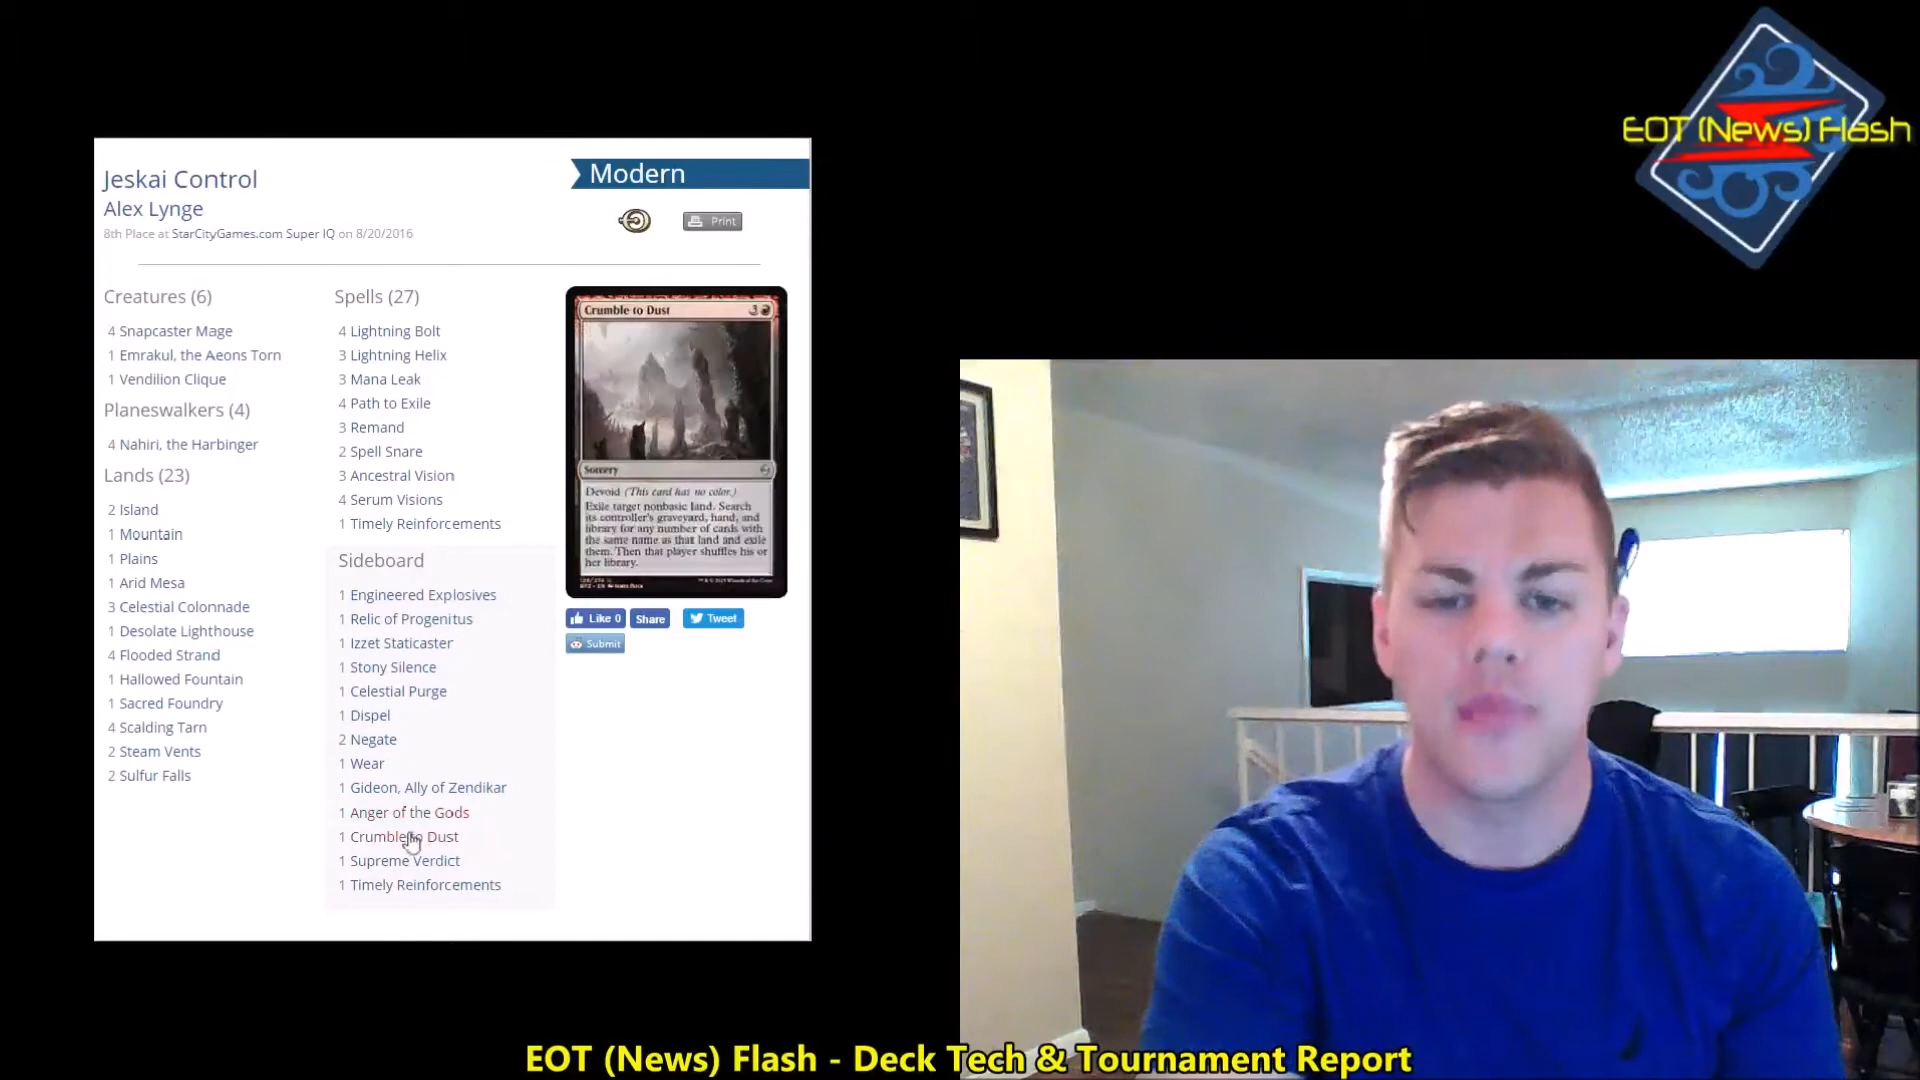 EOT (News) Flash
Jeskai Control
Alex Lynge
8th Place at StarCityGames.com Super IQ on 8/20/2016
Modern
Print
Creatures (6)
4 Snapcaster Mage
1 Emrakul, the Aeons Torn
1 Vendilion Clique
Planeswalkers (4)
4 Nahiri, the Harbinger
Lands (23)
2 Island
1 Mountain
1 Plains
1 Arid Mesa
3 Celestial Colonnade
1 Desolate Lighthouse
4 Flooded Strand
1 Hallowed Fountain
1 Sacred Foundry
4 Scalding Tarn
2 Steam Vents
2 Sulfur Falls
Spells (27)
4 Lightning Bolt
3 Lightning Helix
3 Mana Leak
4 Path to Exile
3 Remand
2 Spell Snare
3 Ancestral Vision
4 Serum Visions
1 Timely Reinforcements
Sideboard
1 Engineered Explosives
1 Relic of Progenitus
1 Izzet Staticaster
1 Stony Silence
1 Celestial Purge
1 Dispel
2 Negate
1 Wear
1 Gideon, Ally of Zendikar
1 Anger of the Gods
1 Crumble to Dust
1 Supreme Verdict
1 Timely Reinforcements
Crumble to Dust 3
Sorcery
Devoid (This card has no color.)
Exile target nonbasic land. Search
its controller's graveyard, hand, and
library for any number of cards with
the same name as that land and exile
them. Then that player shuffles his or
her library.
Like 0 Share Tweet
Submit
EOT (News) Flash - Deck Tech & Tournament Report